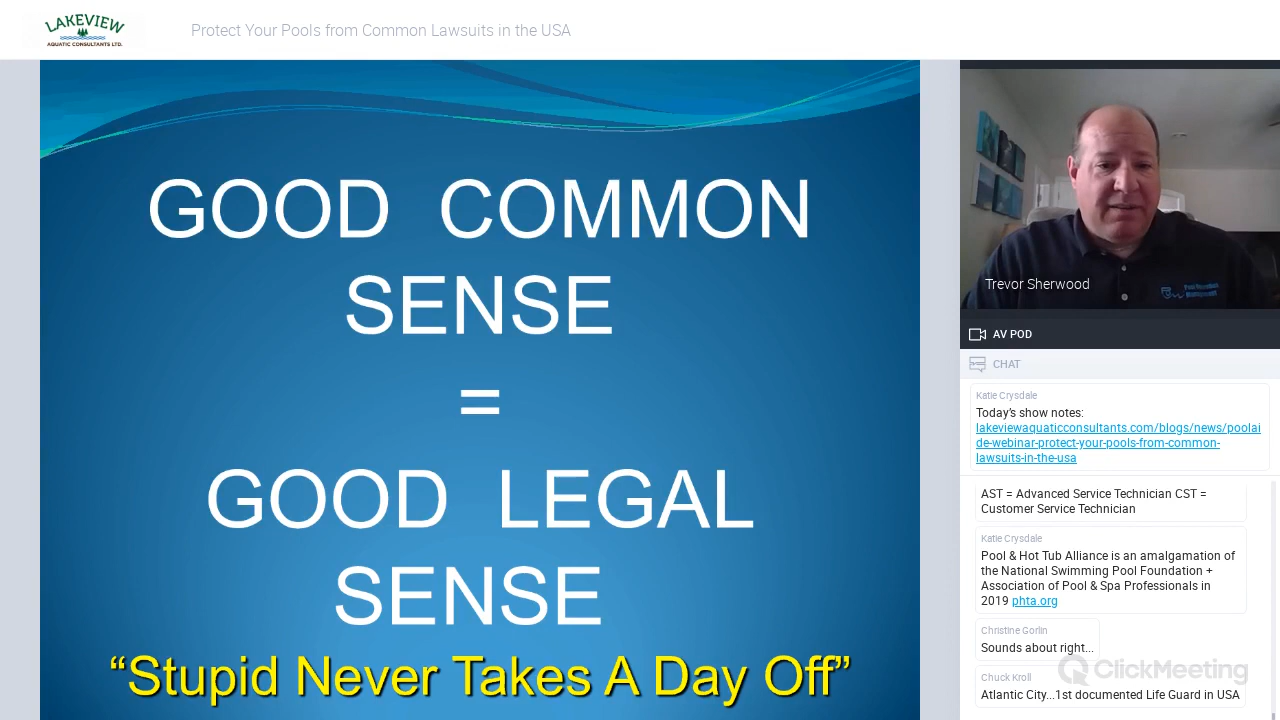 LAKEVIEW
AQUATIC CONSULTANTS LTD.
Protect Your Pools from Common Lawsuits in the USA
GOOD COMMON
SENSE
=
GOOD LEGAL
SENSE
“Stupid Never Takes A Day Off”
Trevor Sherwood
AV POD
CHAT
Katie Crysdale
Today’s show notes:
lakeviewaquaticconsultants.com/blogs/news/poolai
de-webinar-protect-your-pools-from-common-
lawsuits-in-the-usa
AST = Advanced Service Technician CST =
Customer Service Technician
Katie Crysdale
Pool & Hot Tub Alliance is an amalgamation of
the National Swimming Pool Foundation +
Association of Pool & Spa Professionals in
2019 phta.org
Christine Gorlin
Sounds about right...
ClickMeeting
Chuck Kroll
Atlantic City...1st documented Life Guard in USA